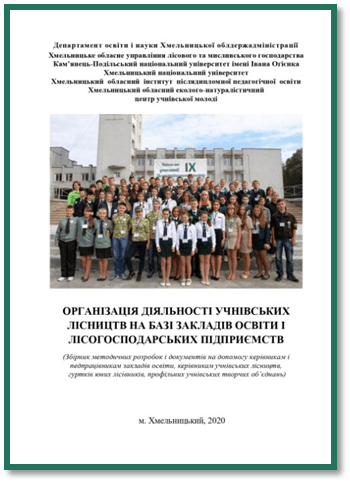 Департамент освіти і науки Хмельницької облдержадміністрації
Хмельницьке обласне управління лісового та мисливського господарства
Кам’янець-Подільський національний університет імені Івана Огієнка
Хмельницький національний університет
Хмельницький обласний інститут післядипломної педагогічної освіти
Хмельницький обласний еколого-натуралістичний
центр учнівської молоді
IX
ОРГАНІЗАЦІЯ ДІЯЛЬНОСТІ УЧНІВСЬКИХ
ЛІСНИЦТВ НА БАЗІ ЗАКЛАДІВ ОСВІТИ І
ЛІСОГОСПОДАРСЬКИХ ПІДПРИЄМСТВ
(Збірник методичних розробок і документів на допомогу керівникам і
педпрацівникам закладів освіти, керівникам учнівських лісництв,
гуртків юних лісівників, профільних учнівських творчих об’єднань)
м. Хмельницький, 2020